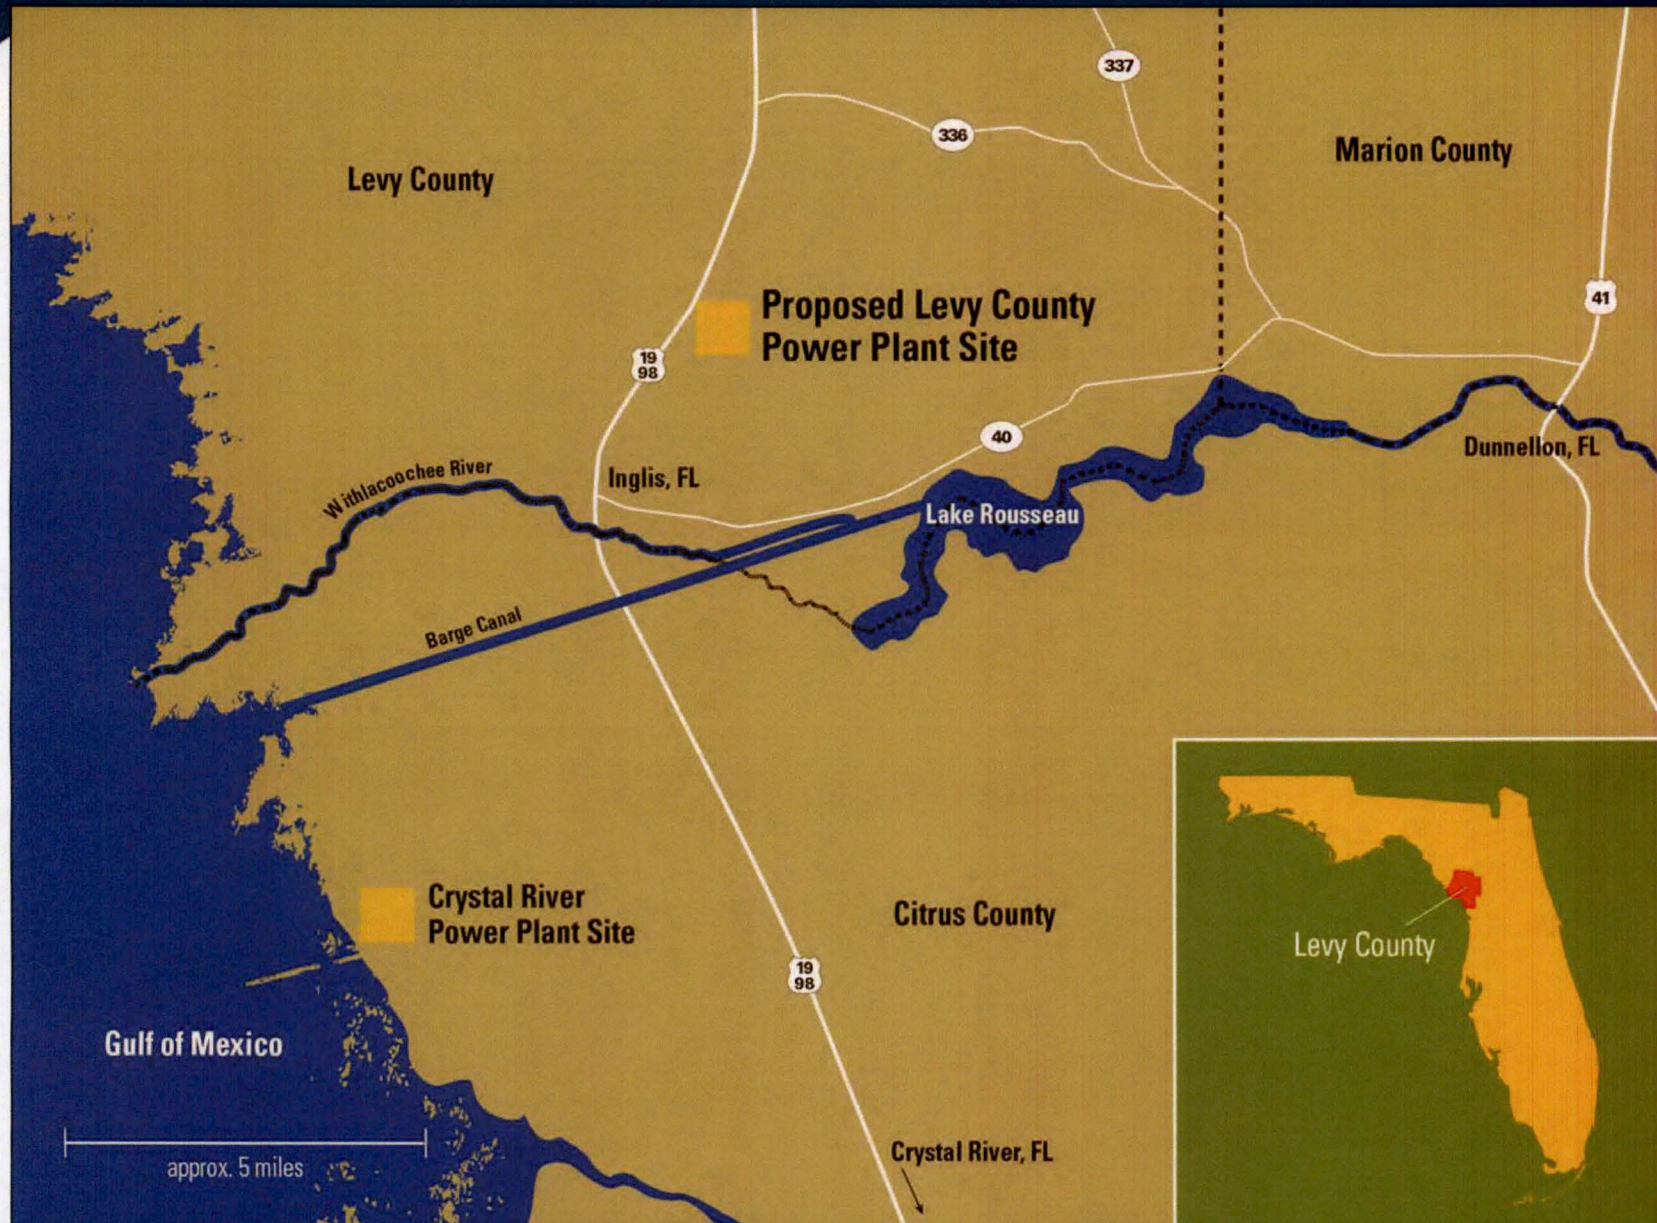 337
336
Marion County
Levy County
Proposed Levy County
Power Plant Site
41
19
98
40
Dunnellon, FL
Withlacoochee River
Inglis, FL
Lake Rousseau
Barge Canal
Crystal River
Power Plant Site
Citrus County
Levy County
19
98
Gulf of Mexico
Crystal River, FL
approx. 5 miles